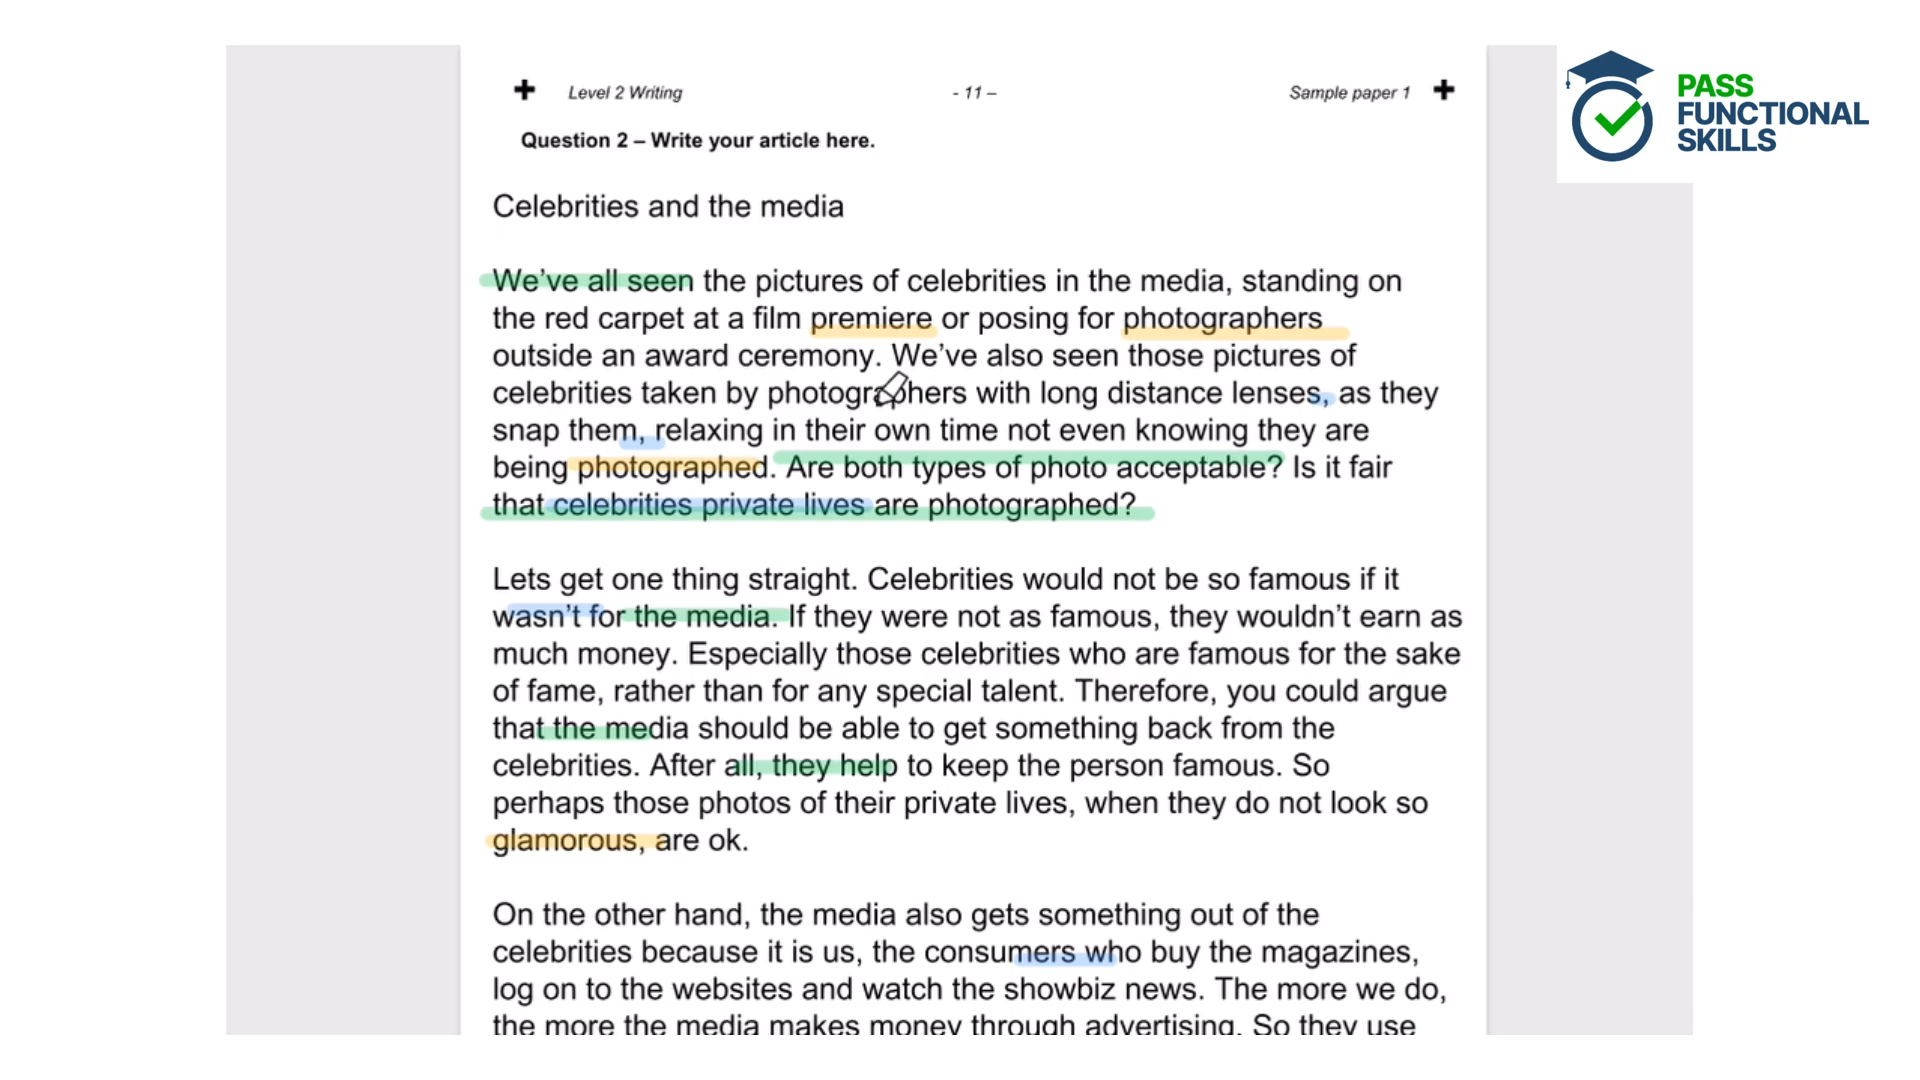 Level 2 Writing - 11 – Sample paper 1
PASS
FUNCTIONAL
SKILLS
Question 2 – Write your article here.
Celebrities and the media
We've all seen the pictures of celebrities in the media, standing on
the red carpet at a film premiere or posing for photographers
outside an award ceremony. We've also seen those pictures of
celebrities taken by photographers with long distance lenses, as they
snap them, relaxing in their own time not even knowing they are
being photographed. Are both types of photo acceptable? Is it fair
that celebrities private lives are photographed?
Lets get one thing straight. Celebrities would not be so famous if it
wasn't for the media. If they were not as famous, they wouldn't earn as
much money. Especially those celebrities who are famous for the sake
of fame, rather than for any special talent. Therefore, you could argue
that the media should be able to get something back from the
celebrities. After all, they help to keep the person famous. So
perhaps those photos of their private lives, when they do not look so
glamorous, are ok.
On the other hand, the media also gets something out of the
celebrities because it is us, the consumers who buy the magazines,
log on to the websites and watch the showbiz news. The more we do,
the more the media makes money through advertising. So they use